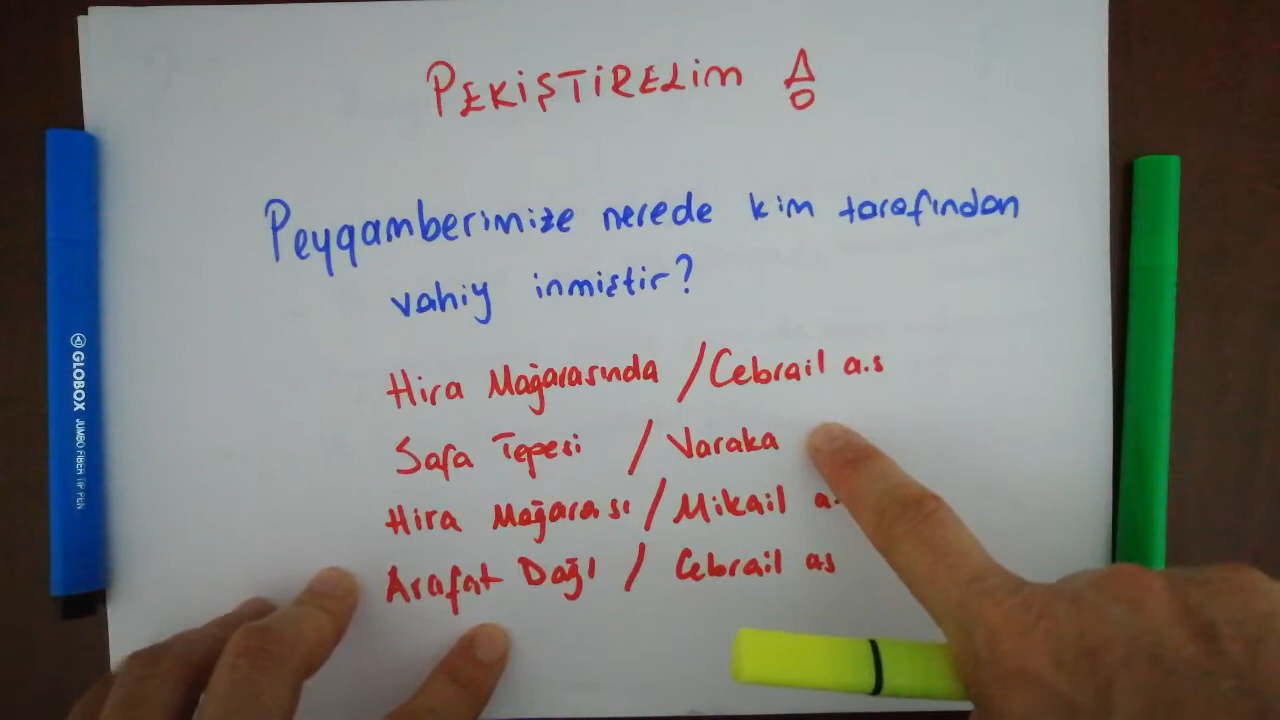 PEKİŞTİRELİM !
Peygamberimize nerede kim tarafından
vahiy inmiştir?
Hira Mağarasında / Cebrail a.s
Safa Tepesi / Varaka
Hira Mağarası / Mikail a.
Arafat Dağı / Cebrail as
GLOBOX JUMBO FIBER TIP PEN